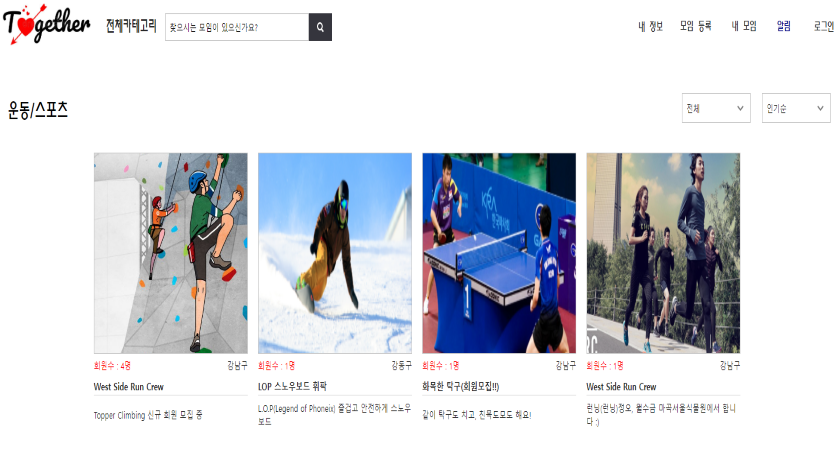 Together 전체카테고리 찾으시는 모임이 있으신가요? 내 정보 모임 등록 내 모임 알림 로그인
운동/스포츠 전체 인기순
KRA
1
RC
회원수 : 4명 강남구
West Side Run Crew
Topper Climbing 신규 회원 모집 중
회원수 : 1명 강동구
LOP 스노우보드 휘팍
L.O.P(Legend of Phoneix) 즐겁고 안전하게 스노우
보드
회원수 : 1명 강남구
화목한 탁구(회원모집!!)
같이 탁구도 치고, 친목도모도 해요!
회원수 : 1명 강남구
West Side Run Crew
런닝(런닝)정오, 월수금 마곡서울식물원에서 합니
다 :)